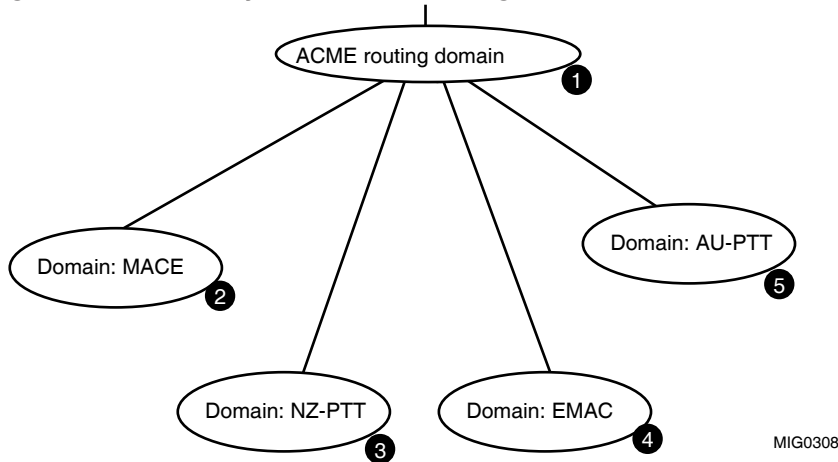 ACME routing domain
1
Domain: AU-PTT
5
Domain: MACE
2
Domain: NZ-PTT
3
Domain: EMAC
4
MIG0308